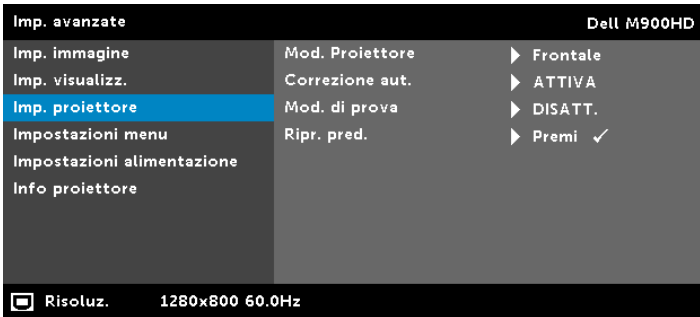 Imp. avanzate Dell M900HD
Imp. immagine Mod. Proiettore Frontale
Imp. visualizz. Correzione aut. ATTIVA
Imp. proiettore Mod. di prova DISATT.
Impostazioni menu Ripr. pred. Premi ✓
Impostazioni alimentazione
Info proiettore
Risoluz. 1280x800 60.0Hz